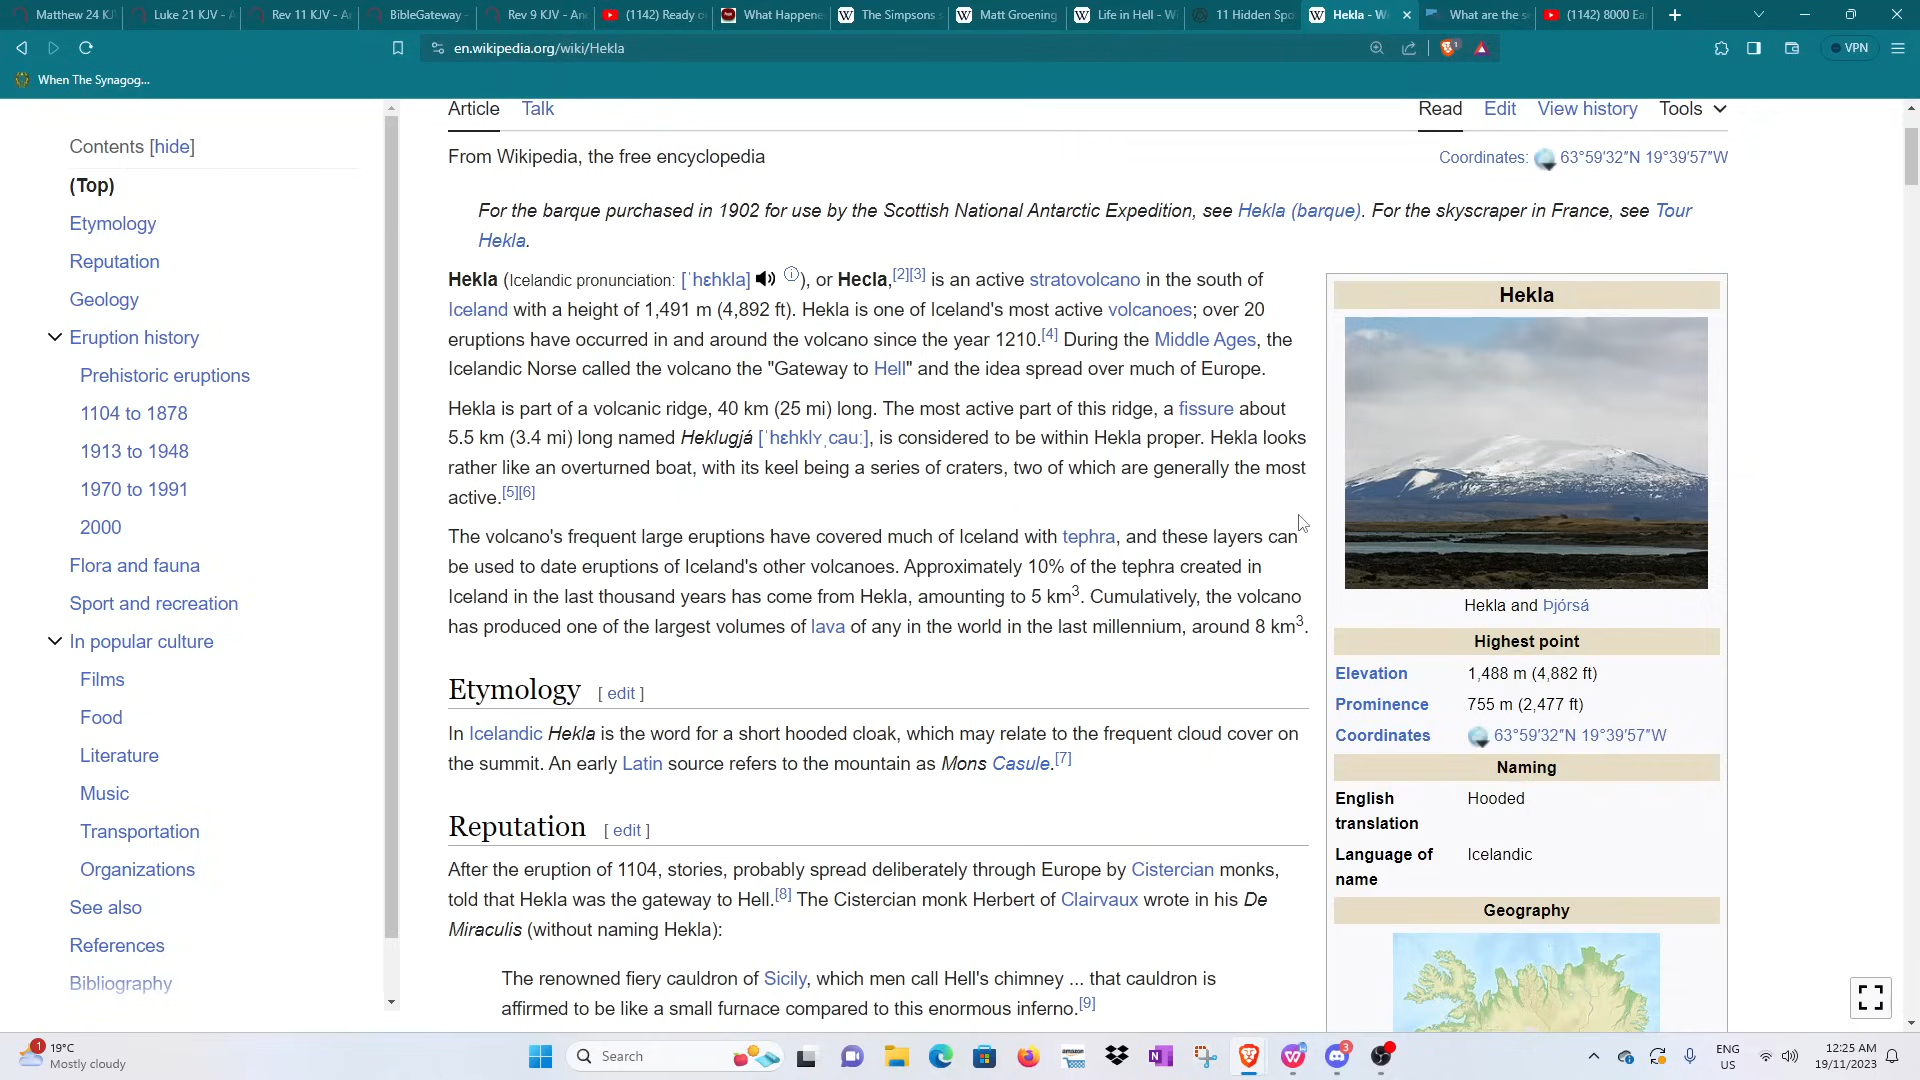 Matthew 24 KJ
Luke 21 KJV - A
Rev 11 KJV - A
BibleGateway -
Rev 9 KJV - An
(1142) Ready o
What Happene
The Simpsons
Matt Groening
Life in Hell - W
11 Hidden Spo
Hekla - Wi
What are the s
(1142) 8000 Ea
en.wikipedia.org/wiki/Hekla
1
VPN
When The Synagog...
Contents [hide]
(Top)
Etymology
Reputation
Geology
Eruption history
Prehistoric eruptions
1104 to 1878
1913 to 1948
1970 to 1991
2000
Flora and fauna
Sport and recreation
In popular culture
Films
Food
Literature
Music
Transportation
Organizations
See also
References
Bibliography
Article Talk
Read Edit View history Tools
From Wikipedia, the free encyclopedia
Coordinates: 63°59′32″N 19°39′57″W
For the barque purchased in 1902 for use by the Scottish National Antarctic Expedition, see Hekla (barque). For the skyscraper in France, see Tour
Hekla.
Hekla (Icelandic pronunciation: [ˈhɛhkla] ⓘ), or Hecla,[2][3] is an active stratovolcano in the south of
Iceland with a height of 1,491 m (4,892 ft). Hekla is one of Iceland's most active volcanoes; over 20
eruptions have occurred in and around the volcano since the year 1210.[4] During the Middle Ages, the
Icelandic Norse called the volcano the "Gateway to Hell" and the idea spread over much of Europe.
Hekla is part of a volcanic ridge, 40 km (25 mi) long. The most active part of this ridge, a fissure about
5.5 km (3.4 mi) long named Heklugjá [ˈhɛhklʏˌcauː], is considered to be within Hekla proper. Hekla looks
rather like an overturned boat, with its keel being a series of craters, two of which are generally the most
active.[5][6]
The volcano's frequent large eruptions have covered much of Iceland with tephra, and these layers can
be used to date eruptions of Iceland's other volcanoes. Approximately 10% of the tephra created in
Iceland in the last thousand years has come from Hekla, amounting to 5 km3. Cumulatively, the volcano
has produced one of the largest volumes of lava of any in the world in the last millennium, around 8 km3.
Etymology [ edit ]
In Icelandic Hekla is the word for a short hooded cloak, which may relate to the frequent cloud cover on
the summit. An early Latin source refers to the mountain as Mons Casule.[7]
Reputation [ edit ]
After the eruption of 1104, stories, probably spread deliberately through Europe by Cistercian monks,
told that Hekla was the gateway to Hell.[8] The Cistercian monk Herbert of Clairvaux wrote in his De
Miraculis (without naming Hekla):
The renowned fiery cauldron of Sicily, which men call Hell's chimney ... that cauldron is
affirmed to be like a small furnace compared to this enormous inferno.[9]
Hekla
Hekla and Þjórsá
Highest point
Elevation 1,488 m (4,882 ft)
Prominence 755 m (2,477 ft)
Coordinates 63°59′32″N 19°39′57″W
Naming
English Hooded
translation
Language of Icelandic
name
Geography
1
19°C
Mostly cloudy
Search
amazon
3
ENG
US
12:25 AM
19/11/2023